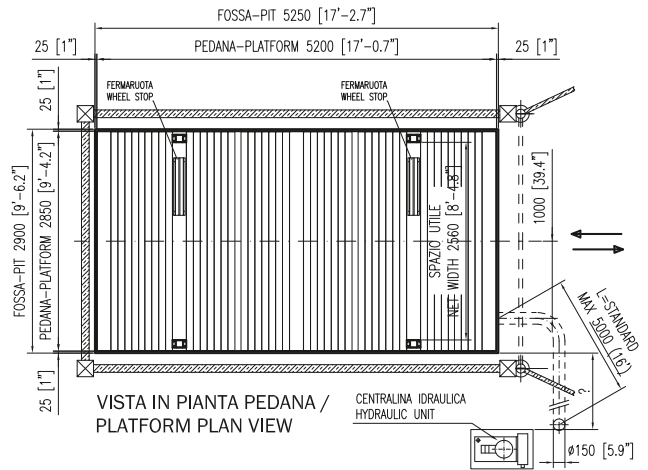 FOSSA-PIT 5250 [17'-2.7"]
25 [1"]
PEDANA-PLATFORM 5200 [17'-0.7"]
25 [1"]
25 [1"]
FERMARUOTA
WHEEL STOP
FERMARUOTA
WHEEL STOP
FOSSA-PIT 2900 [9'-6.2"]
PEDANA-PLATFORM 2850 [9'-4.2"]
SPAZIO UTILE
NET WIDTH 2560 [8'-4.8"]
1000 [39.4"]
L=STANDARD
MAX 5000 (16')
25 [1"]
VISTA IN PIANTA PEDANA /
PLATFORM PLAN VIEW
CENTRALINA IDRAULICA
HYDRAULIC UNIT
ø150 [5.9"]